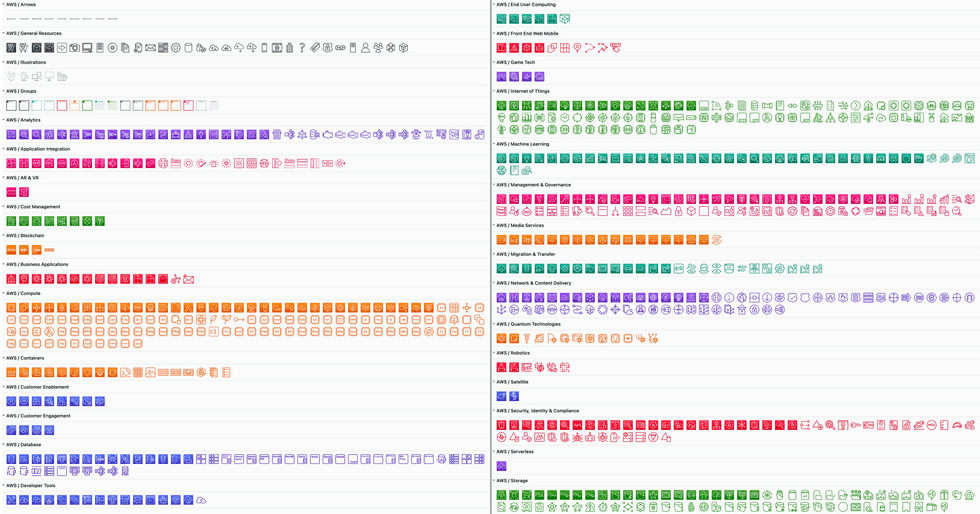 AWS / Arrows
AWS / General Resources
AWS / Illustrations
AWS / Groups
AWS / Analytics
AWS / Application Integration
AWS / AR & VR
AWS / Cost Management
AWS / Blockchain
AWS / Business Applications
AWS / Compute
AWS / Containers
AWS / Customer Enablement
AWS / Customer Engagement
AWS / Database
AWS / Developer Tools
AWS / End User Computing
AWS / Front End Web Mobile
AWS / Game Tech
AWS / Internet of Things
AWS / Machine Learning
AWS / Management & Governance
AWS / Media Services
AWS / Migration & Transfer
AWS / Network & Content Delivery
AWS / Quantum Technologies
AWS / Robotics
AWS / Satellite
AWS / Security, Identity & Compliance
AWS / Serverless
AWS / Storage